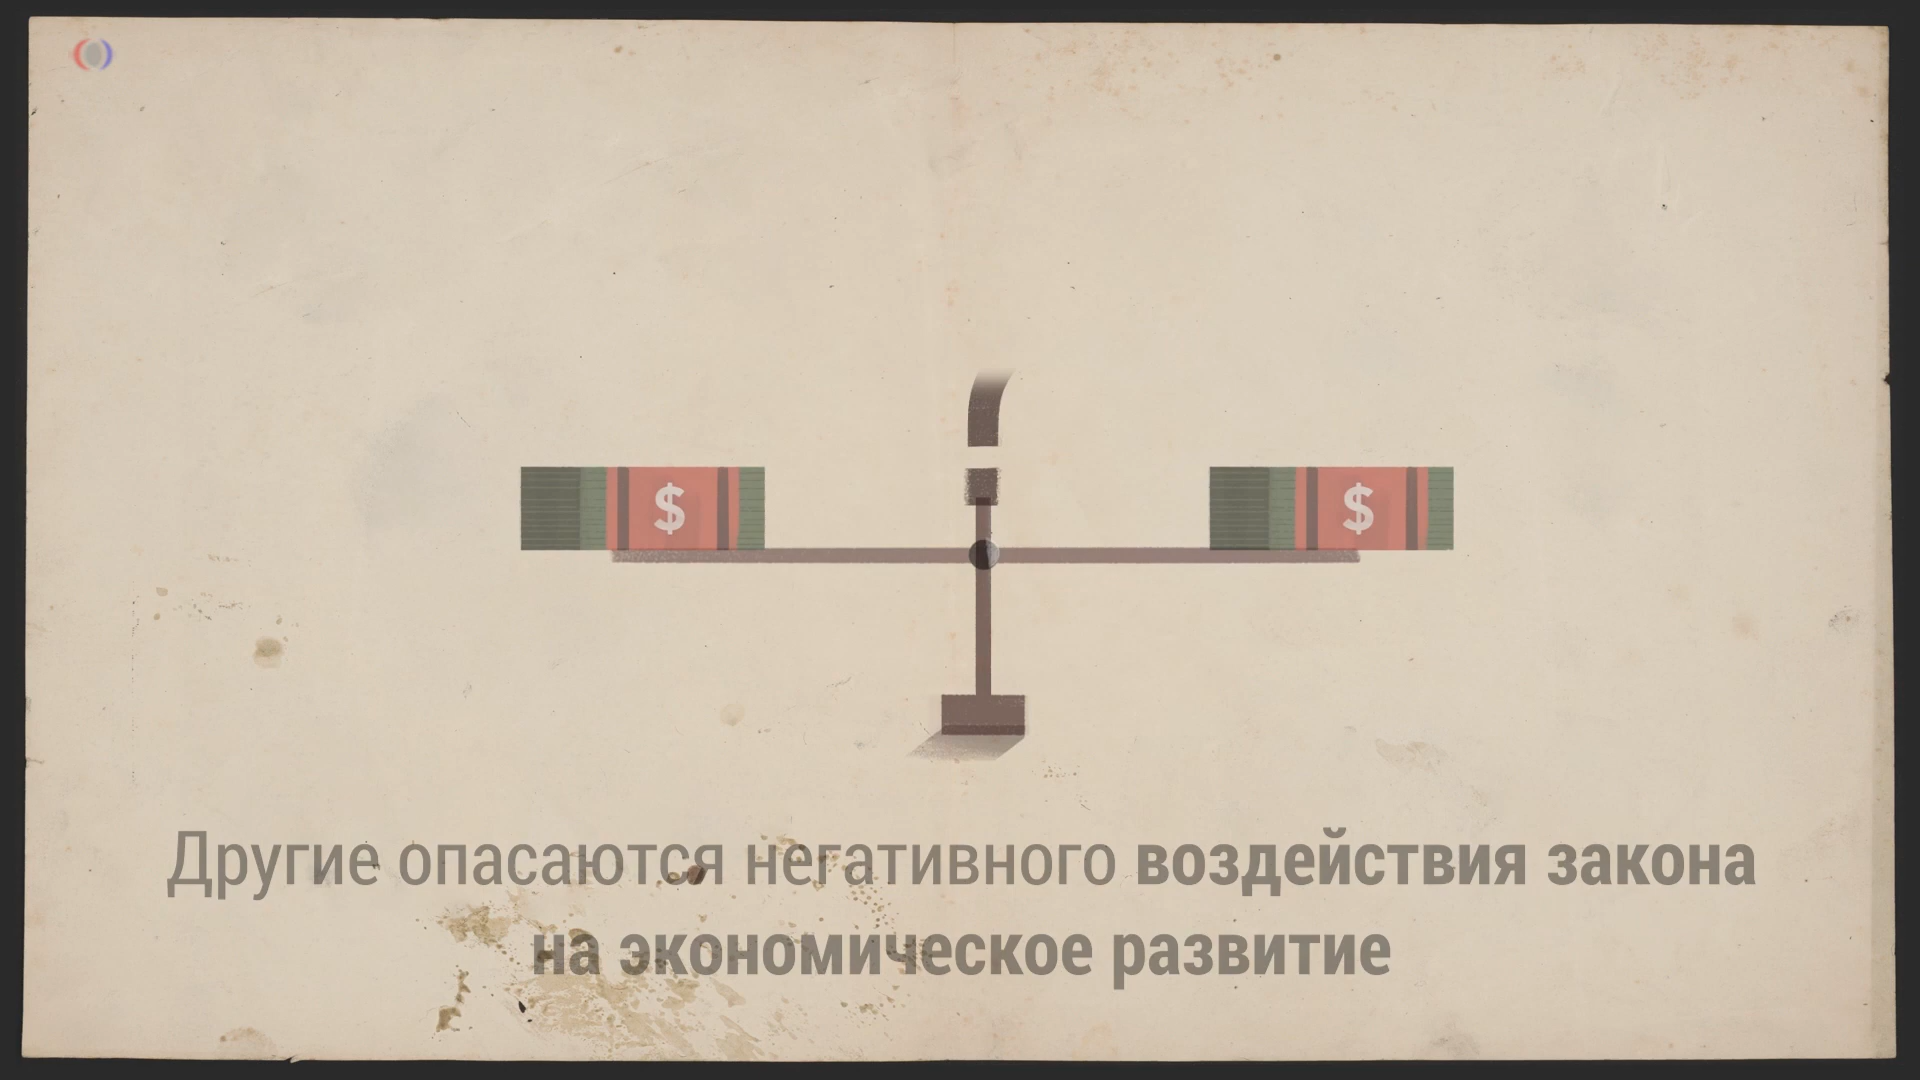 $ $
Другие опасаются негативного воздействия закона
на экономическое развитие